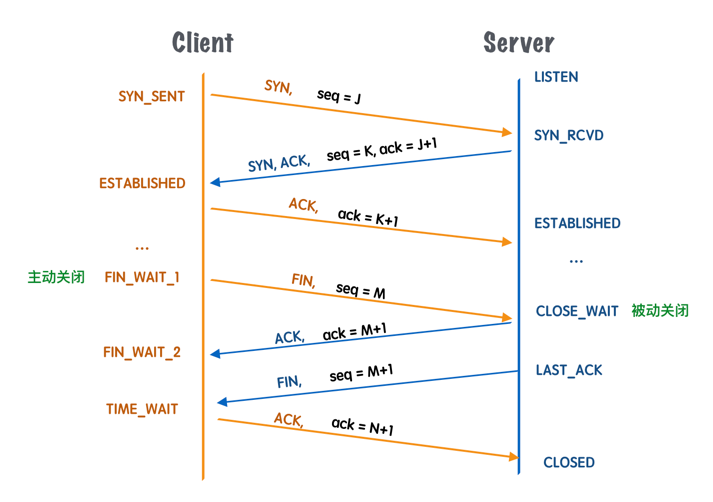 Client
Server
LISTEN
SYN_SENT
SYN, seq = J
SYN_RCVD
SYN, ACK, seq = K, ack = J+1
ESTABLISHED
ACK, ack = K+1
ESTABLISHED
...
...
主动关闭 FIN_WAIT_1
FIN, seq = M
CLOSE_WAIT 被动关闭
ACK, ack = M+1
FIN_WAIT_2
FIN, seq = M+1
LAST_ACK
TIME_WAIT
ACK, ack = N+1
CLOSED